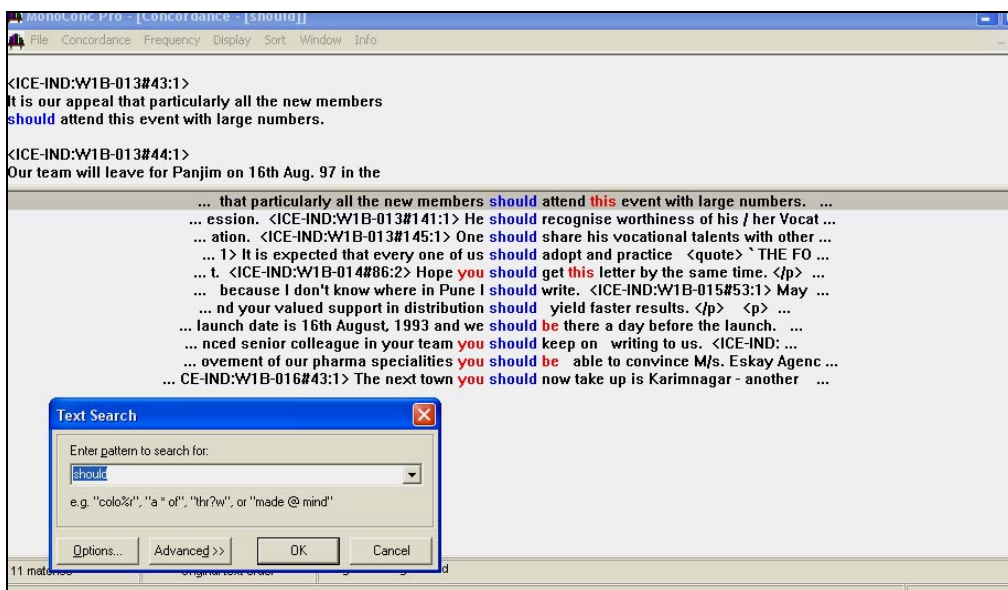 MonoConc Pro - [Concordance - [should]]
File Concordance Frequency Display Sort Window Info
<ICE-IND:W1B-013#43:1>
It is our appeal that particularly all the new members
should attend this event with large numbers.
<ICE-IND:W1B-013#44:1>
Our team will leave for Panjim on 16th Aug. 97 in the
... that particularly all the new members should attend this event with large numbers. ...
... ession. <ICE-IND:W1B-013#141:1> He should recognise worthiness of his / her Vocat ...
... ation. <ICE-IND:W1B-013#145:1> One should share his vocational talents with other ...
... 1> It is expected that every one of us should adopt and practice <quote> ` THE FO ...
... t. <ICE-IND:W1B-014#86:2> Hope you should get this letter by the same time. </p> ...
... because I don't know where in Pune I should write. <ICE-IND:W1B-015#53:1> May ...
... nd your valued support in distribution should yield faster results. </p> <p> ...
... launch date is 16th August, 1993 and we should be there a day before the launch. ...
... nced senior colleague in your team you should keep on writing to us. <ICE-IND: ...
... ovement of our pharma specialities you should be able to convince M/s. Eskay Agenc ...
... CE-IND:W1B-016#43:1> The next town you should now take up is Karimnagar - another ...
Text Search
Enter pattern to search for:
should
e.g. "colo%r", "a * of", "thr?w", or "made @ mind"
Options... Advanced >> OK Cancel
11